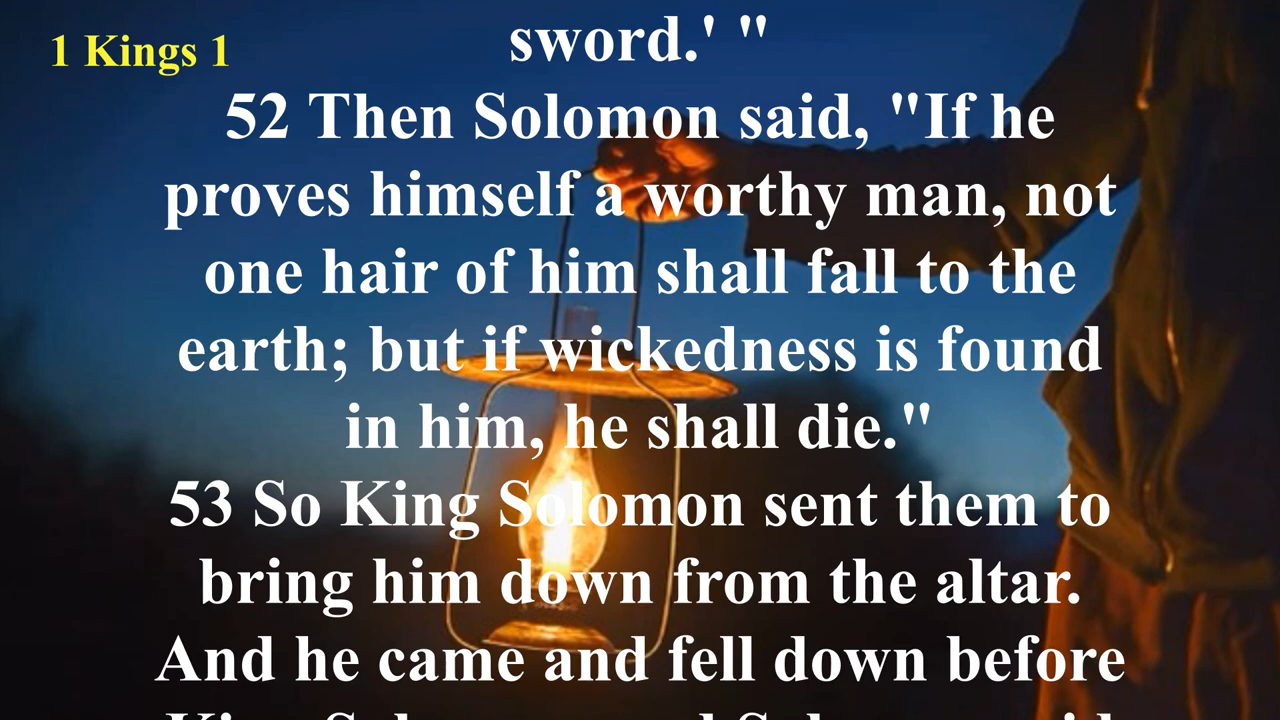 1 Kings 1
sword.' "
52 Then Solomon said, "If he
proves himself a worthy man, not
one hair of him shall fall to the
earth; but if wickedness is found
in him, he shall die."
53 So King Solomon sent them to
bring him down from the altar.
And he came and fell down before